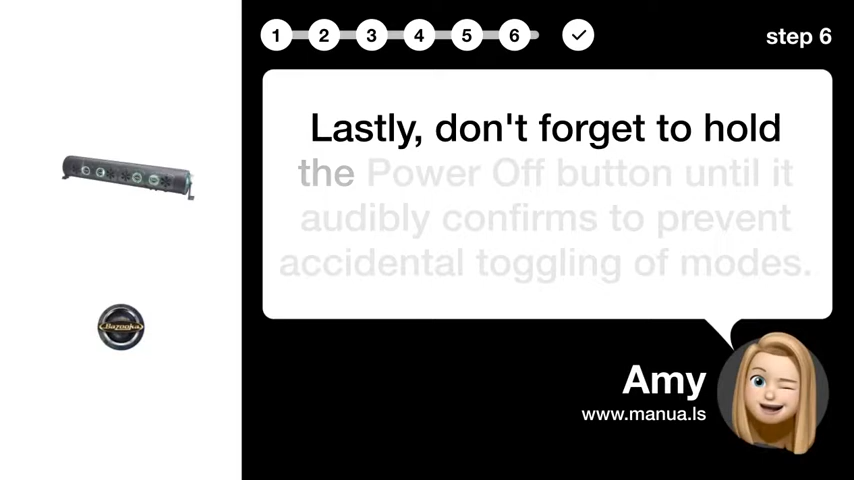 1 2 3 4 5 6
step 6
Lastly, don't forget to hold
the Power Off button until it
audibly confirms to prevent
accidental toggling of modes.
Bazooka
Amy
www.manua.ls